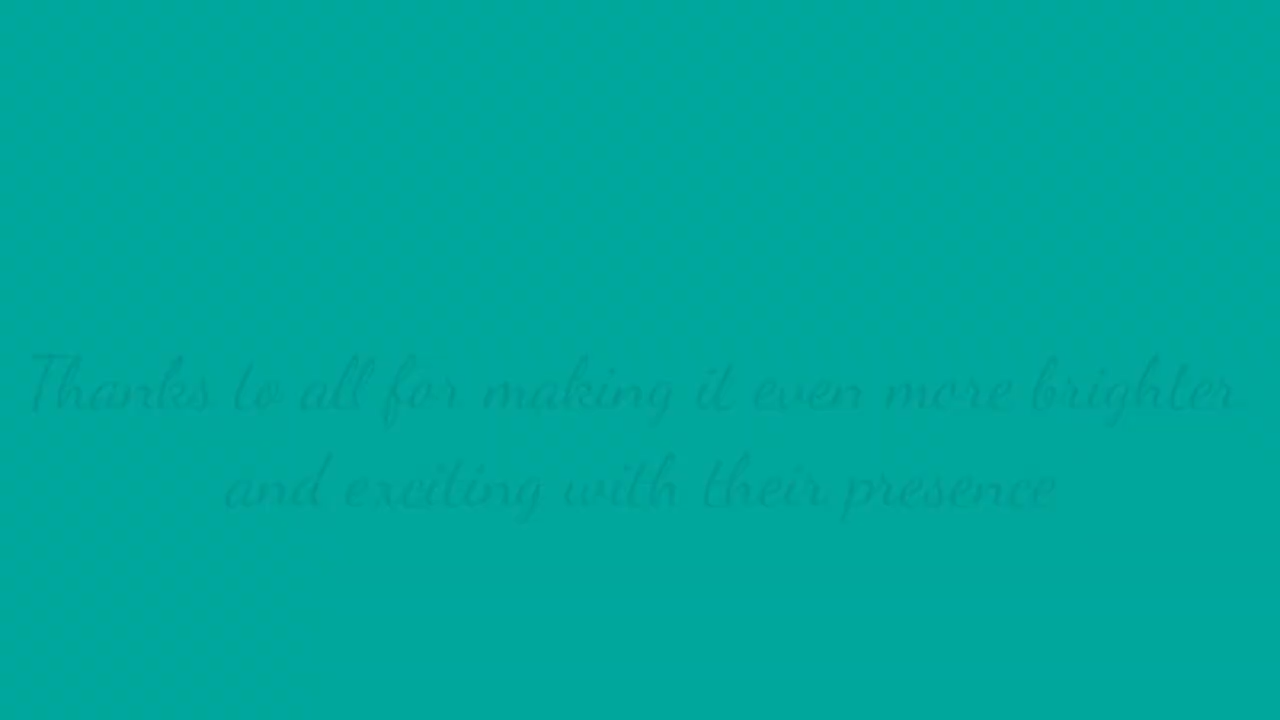 Thanks to all for making it even more brighter
and exciting with their presence